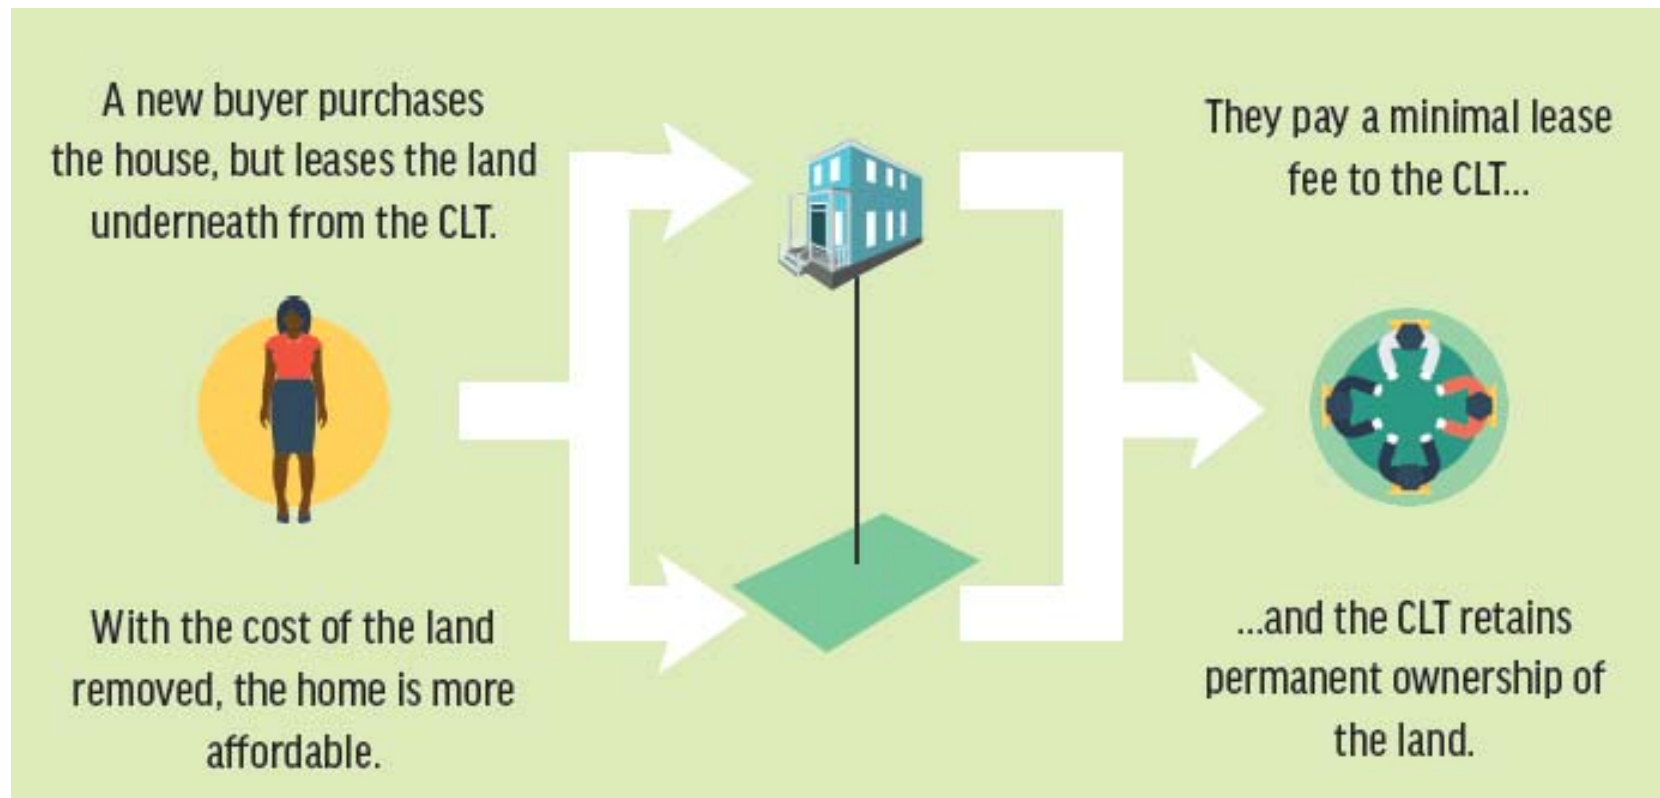 A new buyer purchases
the house, but leases the land
underneath from the CLT.
With the cost of the land
removed, the home is more
affordable.
They pay a minimal lease
fee to the CLT...
...and the CLT retains
permanent ownership of
the land.